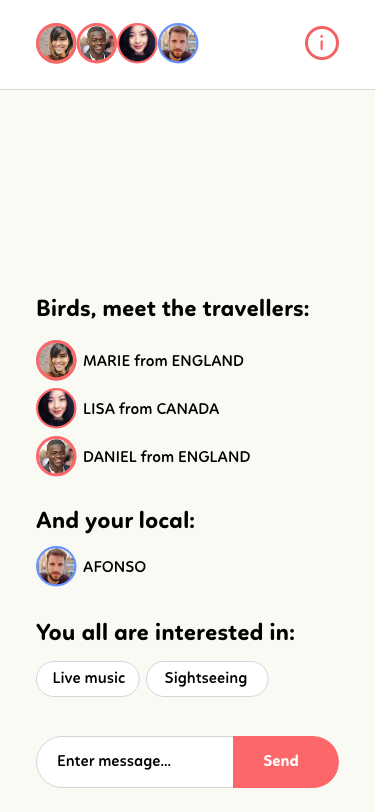 i
Birds, meet the travellers:
MARIE from ENGLAND
LISA from CANADA
DANIEL from ENGLAND
And your local:
AFONSO
You all are interested in:
Live music Sightseeing
Enter message... Send